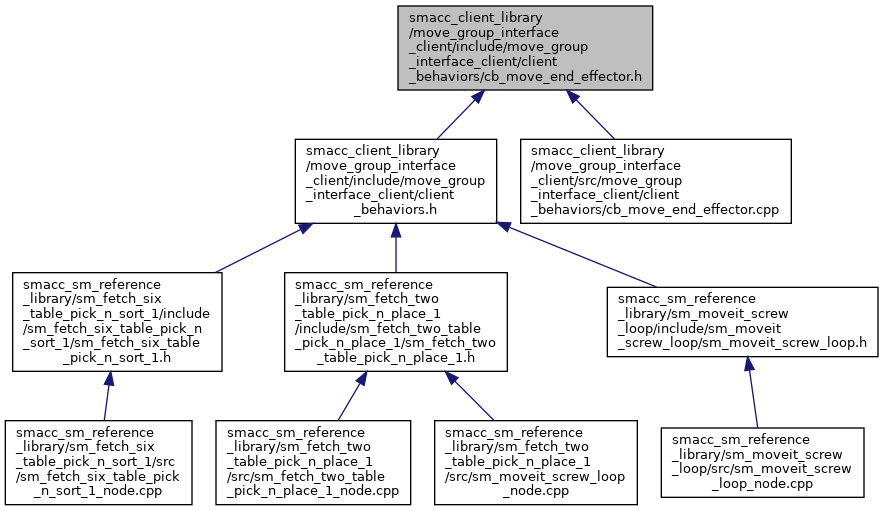 smacc_client_library
/move_group_interface
_client/include/move_group
_interface_client/client
_behaviors/cb_move_end_effector.h
smacc_client_library
/move_group_interface
_client/include/move_group
_interface_client/client
_behaviors.h
smacc_client_library
/move_group_interface
_client/src/move_group
_interface_client/client
_behaviors/cb_move_end_effector.cpp
smacc_sm_reference
_library/sm_fetch_six
_table_pick_n_sort_1/include
/sm_fetch_six_table_pick_n
_sort_1/sm_fetch_six_table
_pick_n_sort_1.h
smacc_sm_reference
_library/sm_fetch_two
_table_pick_n_place_1
/include/sm_fetch_two_table
_pick_n_place_1/sm_fetch_two
_table_pick_n_place_1.h
smacc_sm_reference
_library/sm_moveit_screw
_loop/include/sm_moveit
_screw_loop/sm_moveit_screw_loop.h
smacc_sm_reference
_library/sm_fetch_six
_table_pick_n_sort_1/src
/sm_fetch_six_table_pick
_n_sort_1_node.cpp
smacc_sm_reference
_library/sm_fetch_two
_table_pick_n_place_1
/src/sm_fetch_two_table
_pick_n_place_1_node.cpp
smacc_sm_reference
_library/sm_fetch_two
_table_pick_n_place_1
/src/sm_moveit_screw_loop
_node.cpp
smacc_sm_reference
_library/sm_moveit_screw
_loop/src/sm_moveit_screw
_loop_node.cpp